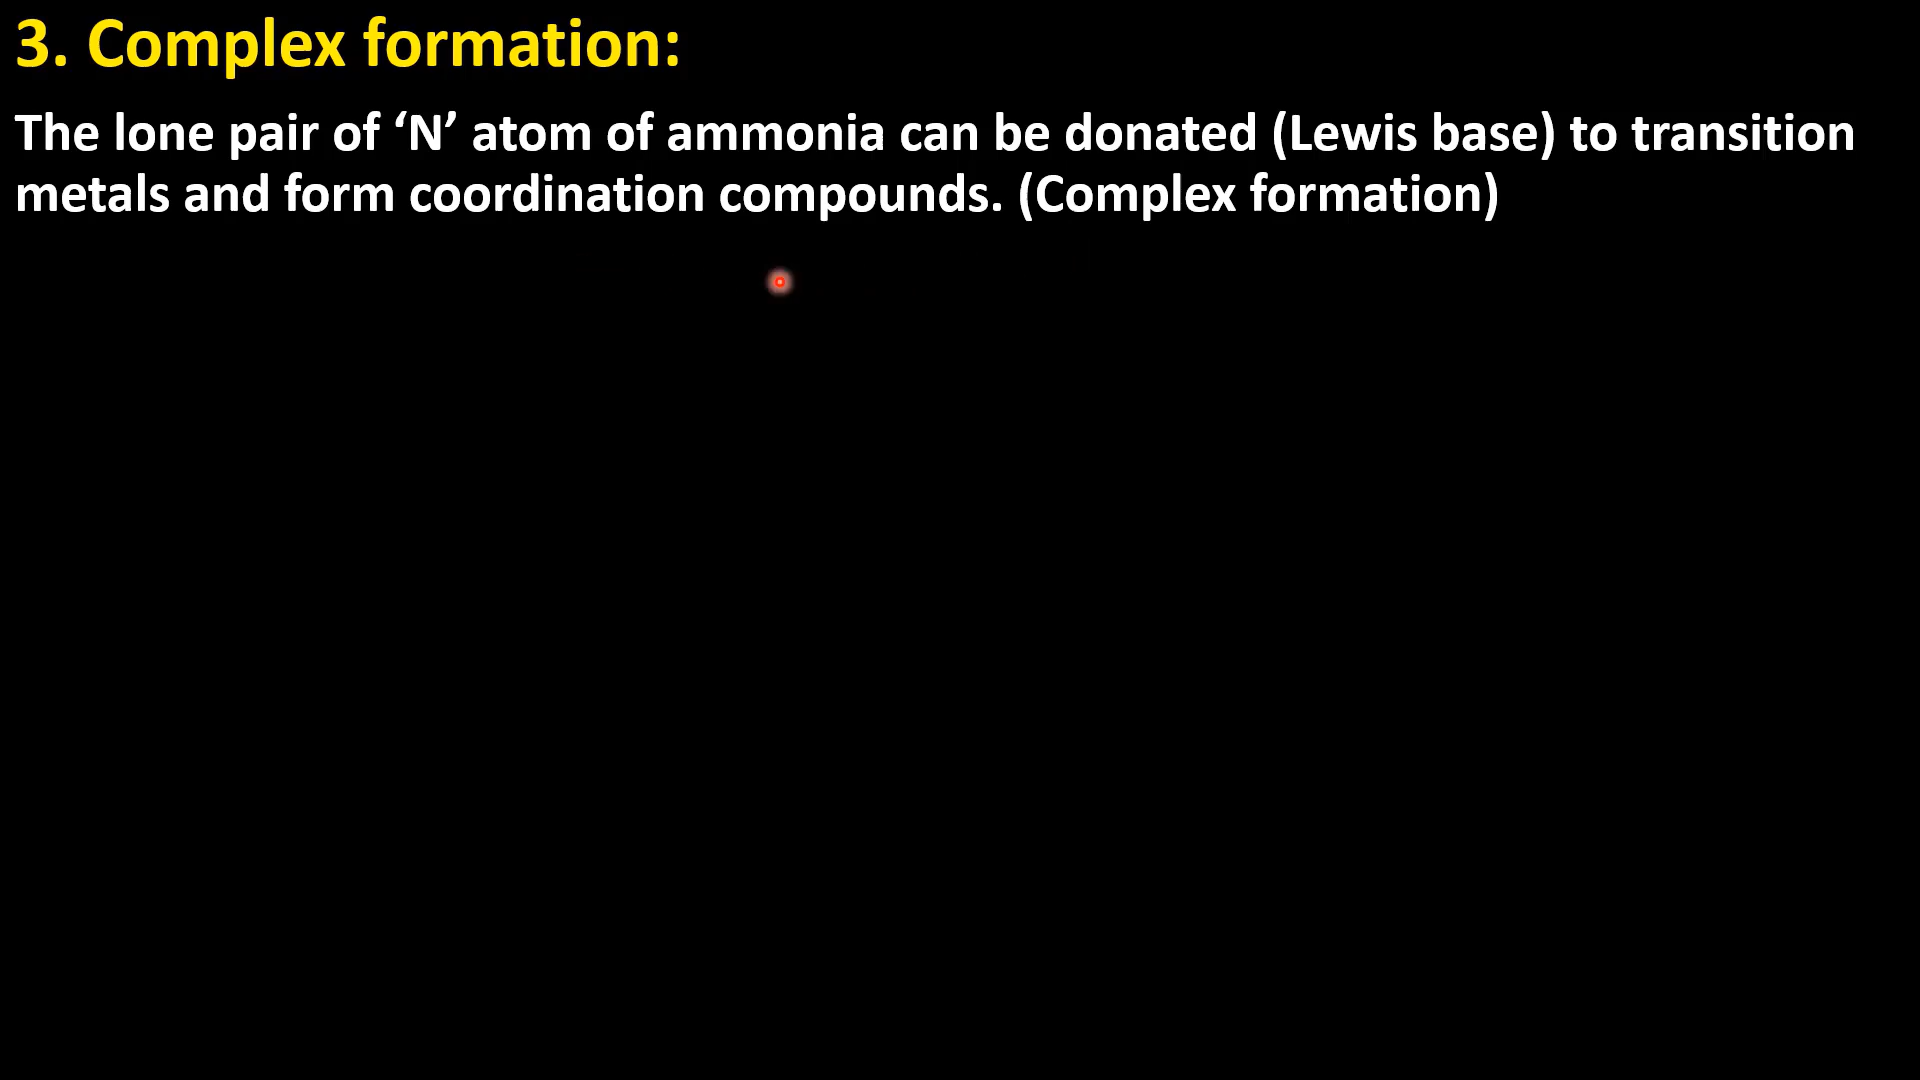 3. Complex formation:
The lone pair of ‘N’ atom of ammonia can be donated (Lewis base) to transition
metals and form coordination compounds. (Complex formation)